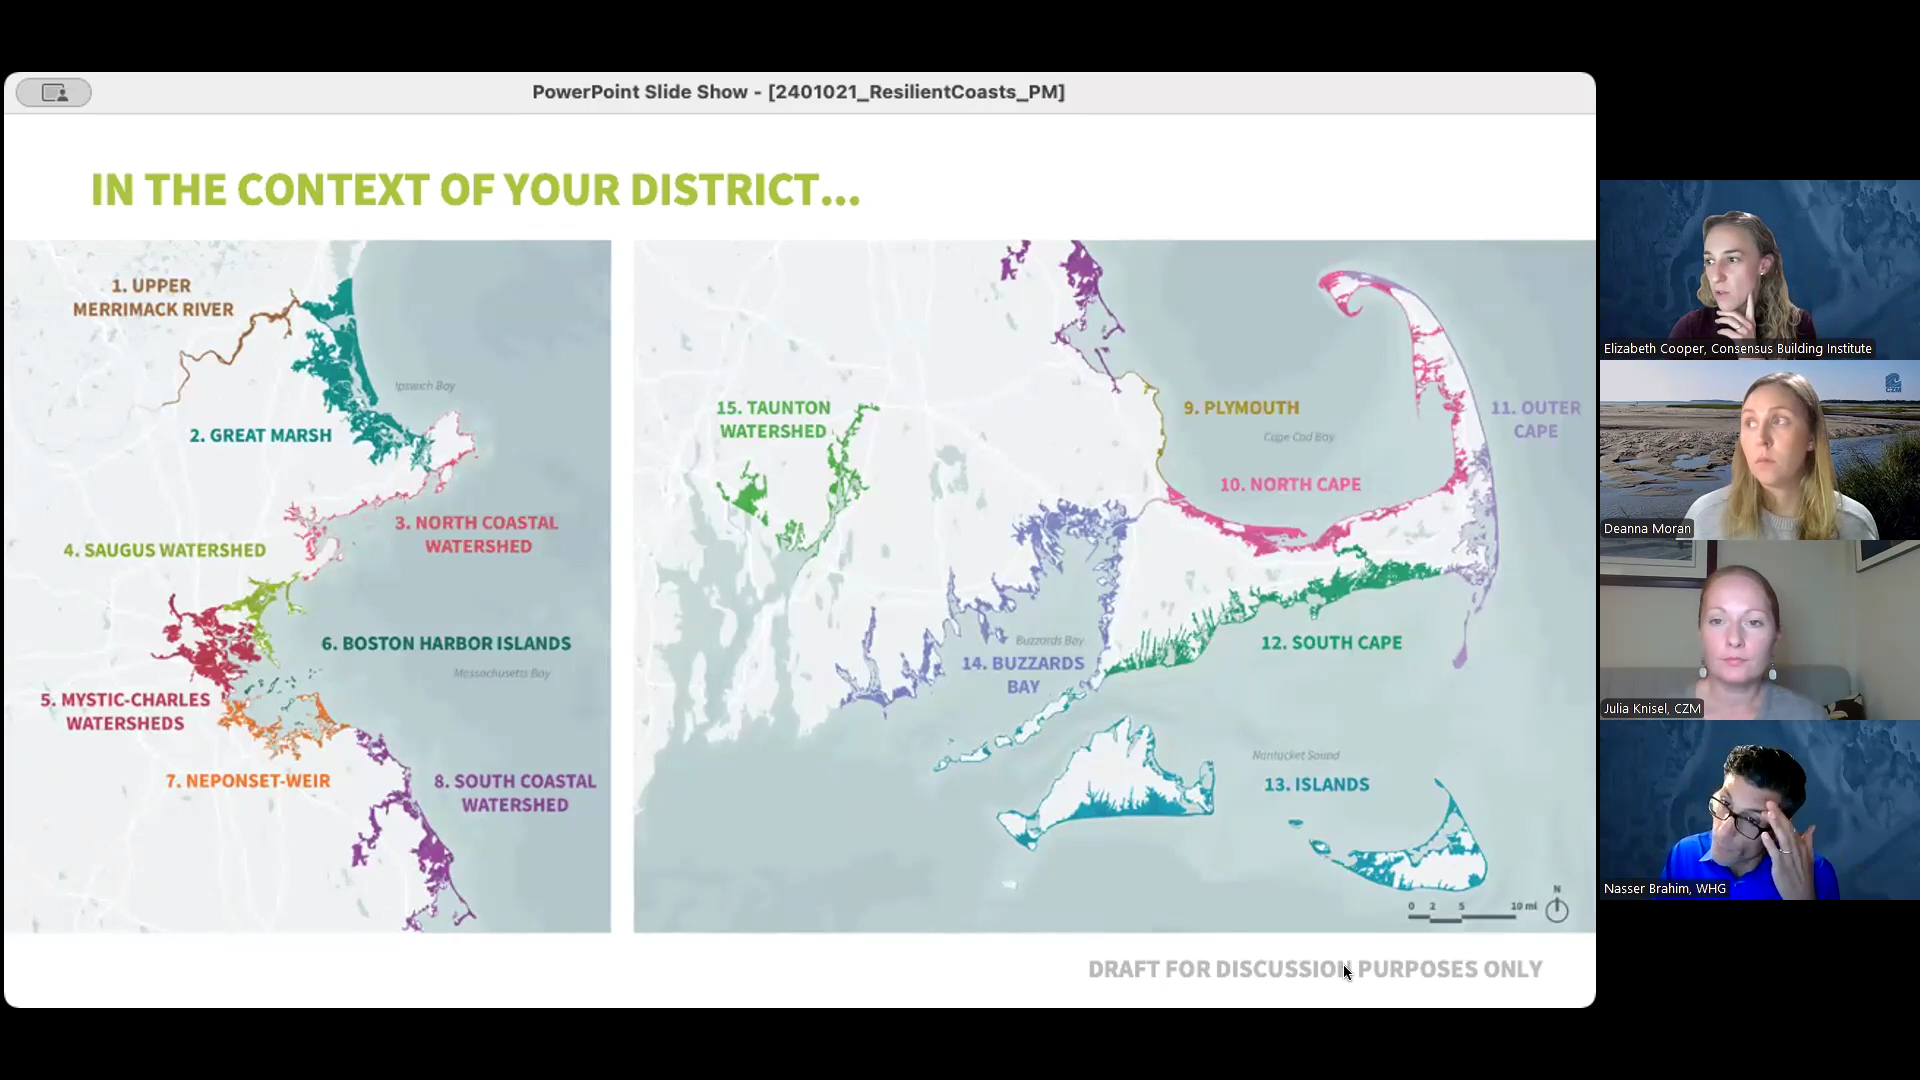 PowerPoint Slide Show - [2401021_ResilientCoasts_PM]
IN THE CONTEXT OF YOUR DISTRICT...
1. UPPER
MERRIMACK RIVER
Ipswich Bay
2. GREAT MARSH
3. NORTH COASTAL
WATERSHED
4. SAUGUS WATERSHED
6. BOSTON HARBOR ISLANDS
Massachusetts Bay
5. MYSTIC-CHARLES
WATERSHEDS
7. NEPONSET-WEIR
8. SOUTH COASTAL
WATERSHED
15. TAUNTON
WATERSHED
9. PLYMOUTH
Cape Cod Bay
11. OUTER
CAPE
10. NORTH CAPE
Buzzards Bay
14. BUZZARDS
BAY
12. SOUTH CAPE
Nantucket Sound
13. ISLANDS
0 2 5 10 mi
N
DRAFT FOR DISCUSSION PURPOSES ONLY
Elizabeth Cooper, Consensus Building Institute
CZM
Deanna Moran
Julia Knisel, CZM
Nasser Brahim, WHG